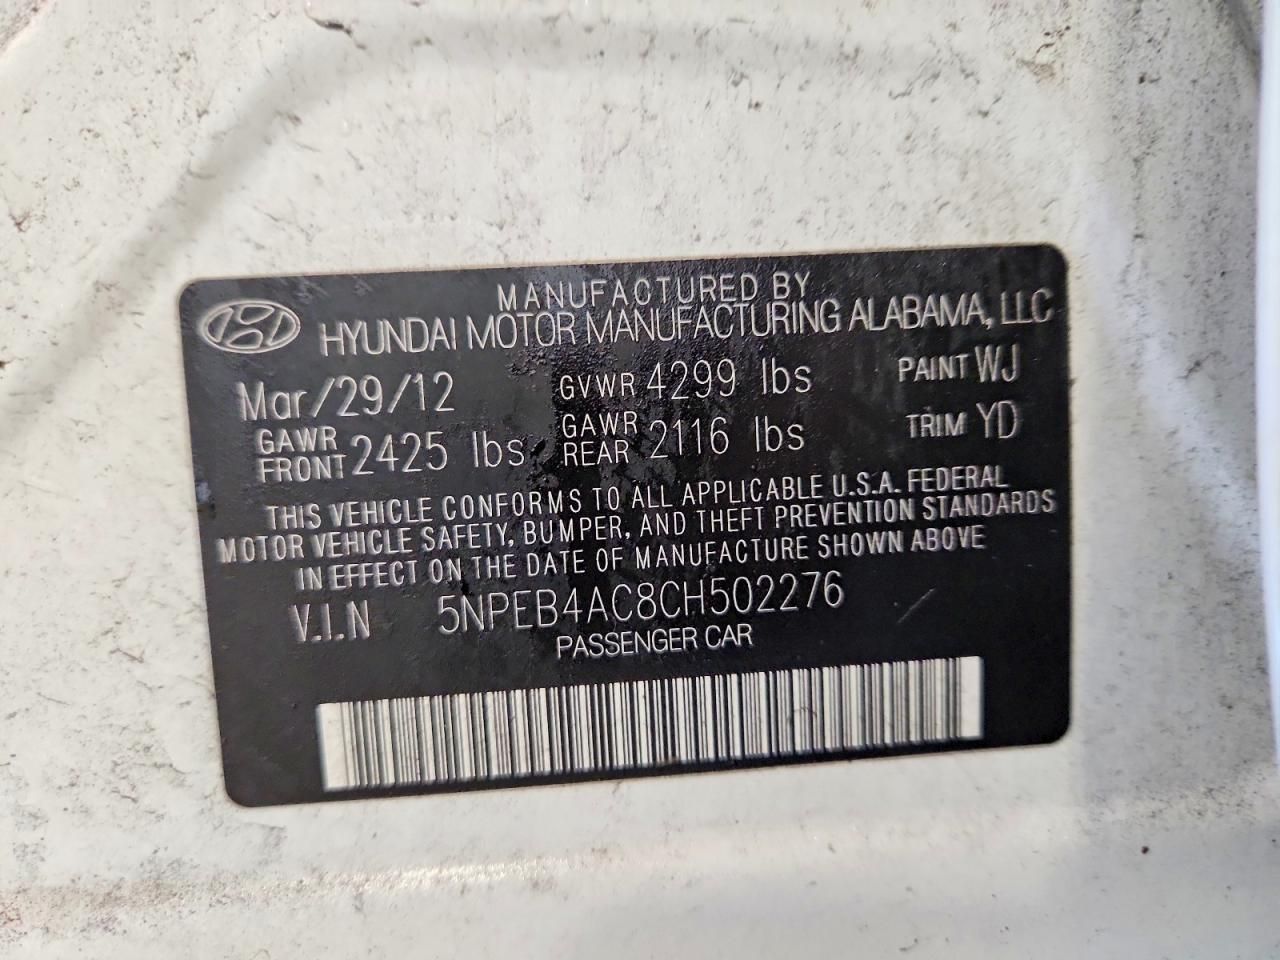 MANUFACTURED BY
HYUNDAI MOTOR MANUFACTURING ALABAMA, LLC
Mar/29/12 GVWR 4299 lbs PAINT WJ
GAWR FRONT 2425 lbs GAWR REAR 2116 lbs TRIM YD
THIS VEHICLE CONFORMS TO ALL APPLICABLE U.S.A. FEDERAL
MOTOR VEHICLE SAFETY, BUMPER, AND THEFT PREVENTION STANDARDS
IN EFFECT ON THE DATE OF MANUFACTURE SHOWN ABOVE
V.I.N 5NPEB4AC8CH502276
PASSENGER CAR